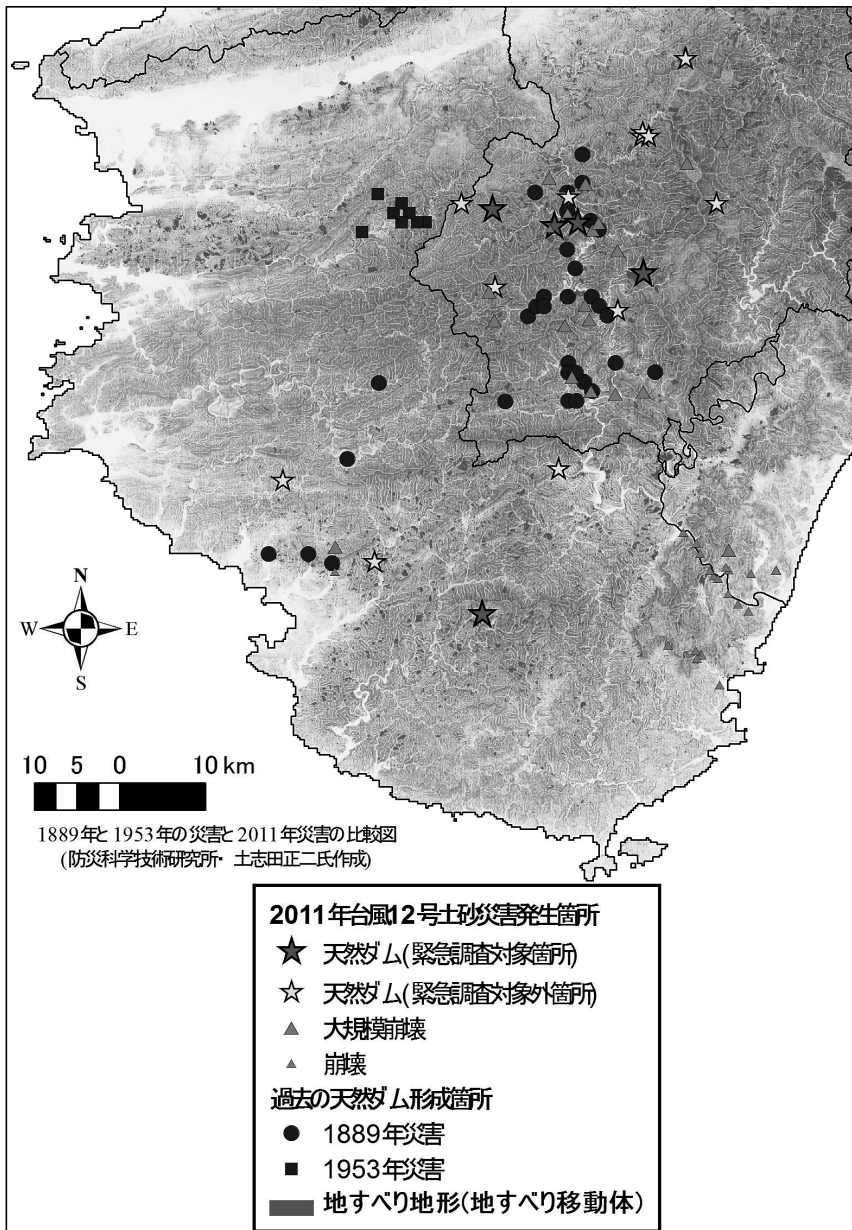 N
W
E
S
10 5 0 10 km
1889年と1953年の災害と2011年災害の比較図
(防災科学技術研究所・ 土志田正二氏作成)
2011年台風12号土砂災害発生箇所
天然ダム(緊急調査対象箇所)
天然ダム(緊急調査対象外箇所)
大規模崩壊
崩壊
過去の天然ダム形成箇所
1889年災害
1953年災害
地すべり地形(地すべり移動体)